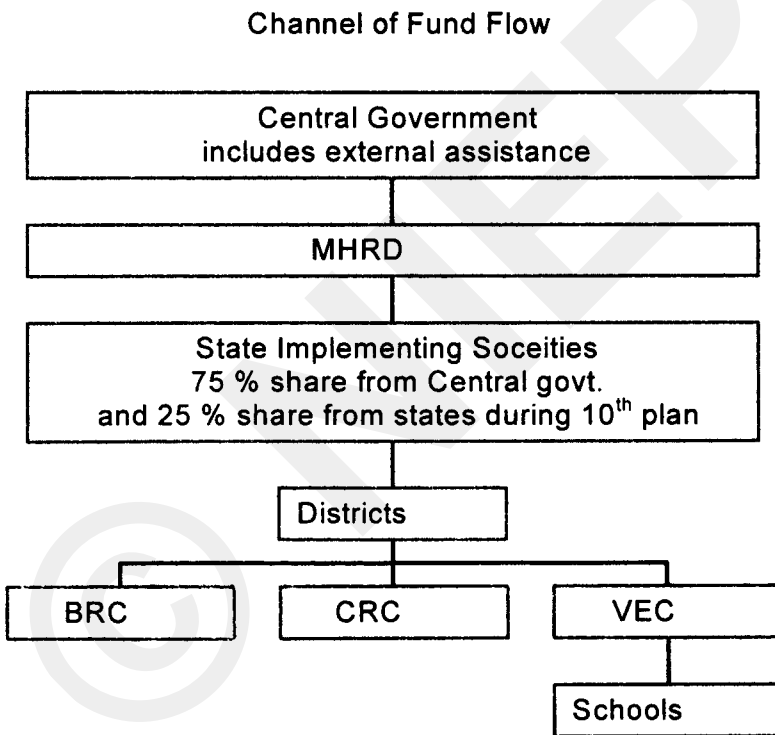 Channel of Fund Flow
Central Government
includes external assistance
MHRD
State Implementing Soceities
75 % share from Central govt.
and 25 % share from states during 10th plan
Districts
BRC
CRC
VEC
Schools
© NIEP